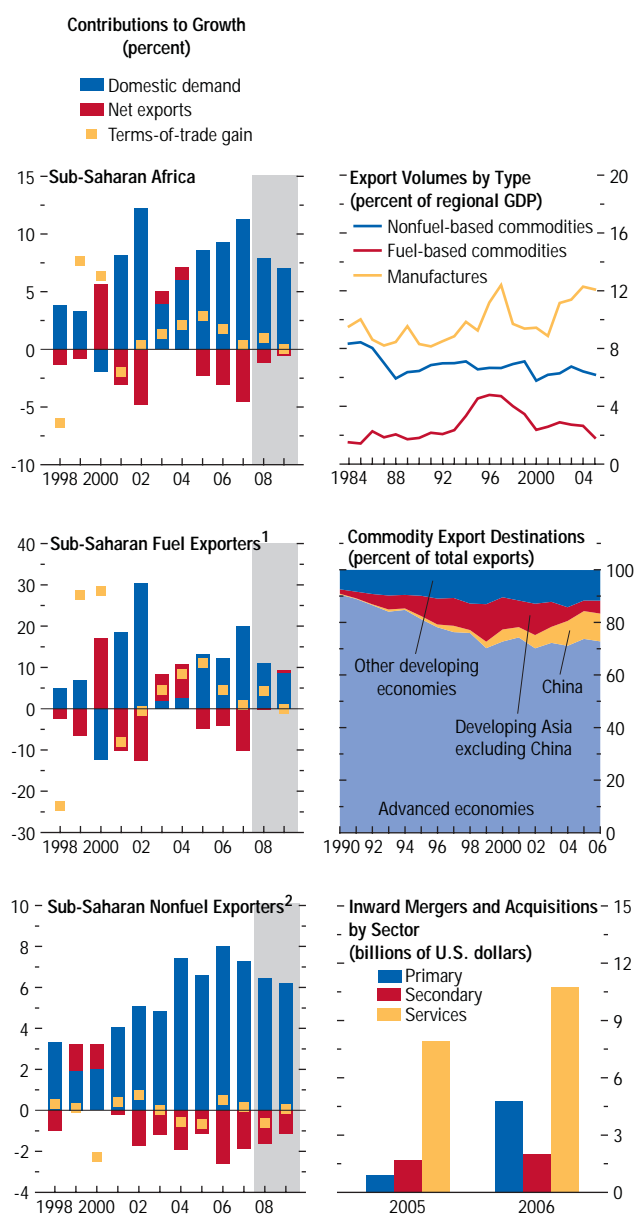 Contributions to Growth
(percent)
Domestic demand
Net exports
Terms-of-trade gain
Sub-Saharan Africa
15
10
5
0
-5
-10
1998 2000 02 04 06 08
Export Volumes by Type
(percent of regional GDP)
Nonfuel-based commodities
Fuel-based commodities
Manufactures
20
16
12
8
4
0
1984 88 92 96 2000 04
Sub-Saharan Fuel Exporters1
40
30
20
10
0
-10
-20
-30
1998 2000 02 04 06 08
Commodity Export Destinations
(percent of total exports)
Other developing
economies
China
Developing Asia
excluding China
Advanced economies
100
80
60
40
20
0
1990 92 94 96 98 2000 02 04 06
Sub-Saharan Nonfuel Exporters2
10
8
6
4
2
0
-2
-4
1998 2000 02 04 06 08
Inward Mergers and Acquisitions
by Sector
(billions of U.S. dollars)
Primary
Secondary
Services
15
12
9
6
3
0
2005 2006